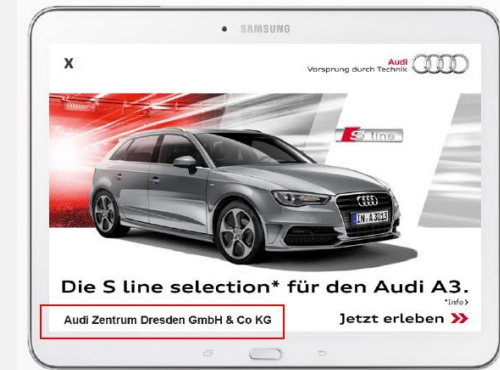 SAMSUNG
X
Audi
Vorsprung durch Technik
S line
IN·A 3013
Die S line selection* für den Audi A3.
*Info>
Audi Zentrum Dresden GmbH & Co KG
Jetzt erleben